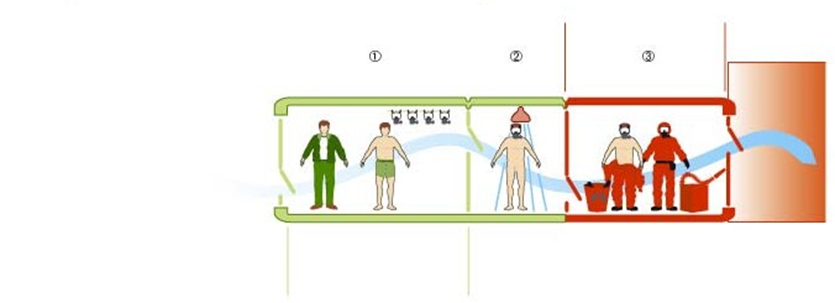 ① ② ③